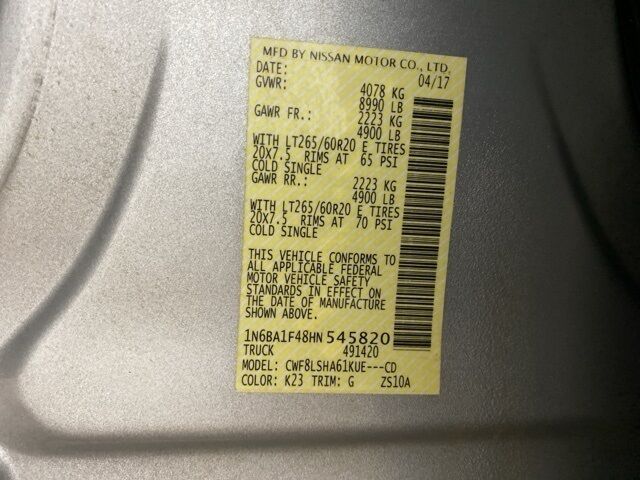 MFD BY NISSAN MOTOR CO., LTD.
DATE: 04/17
GVWR: 4078 KG
8990 LB
GAWR FR.: 2223 KG
4900 LB
WITH LT265/60R20 E TIRES
20X7.5 RIMS AT 65 PSI
COLD SINGLE
GAWR RR.: 2223 KG
4900 LB
WITH LT265/60R20 E TIRES
20X7.5 RIMS AT 70 PSI
COLD SINGLE
THIS VEHICLE CONFORMS TO
ALL APPLICABLE FEDERAL
MOTOR VEHICLE SAFETY
STANDARDS IN EFFECT ON
THE DATE OF MANUFACTURE
SHOWN ABOVE.
1N6BA1F48HN545820
TRUCK 491420
MODEL: CWF8LSHA61KUE---CD
COLOR: K23 TRIM: G ZS10A